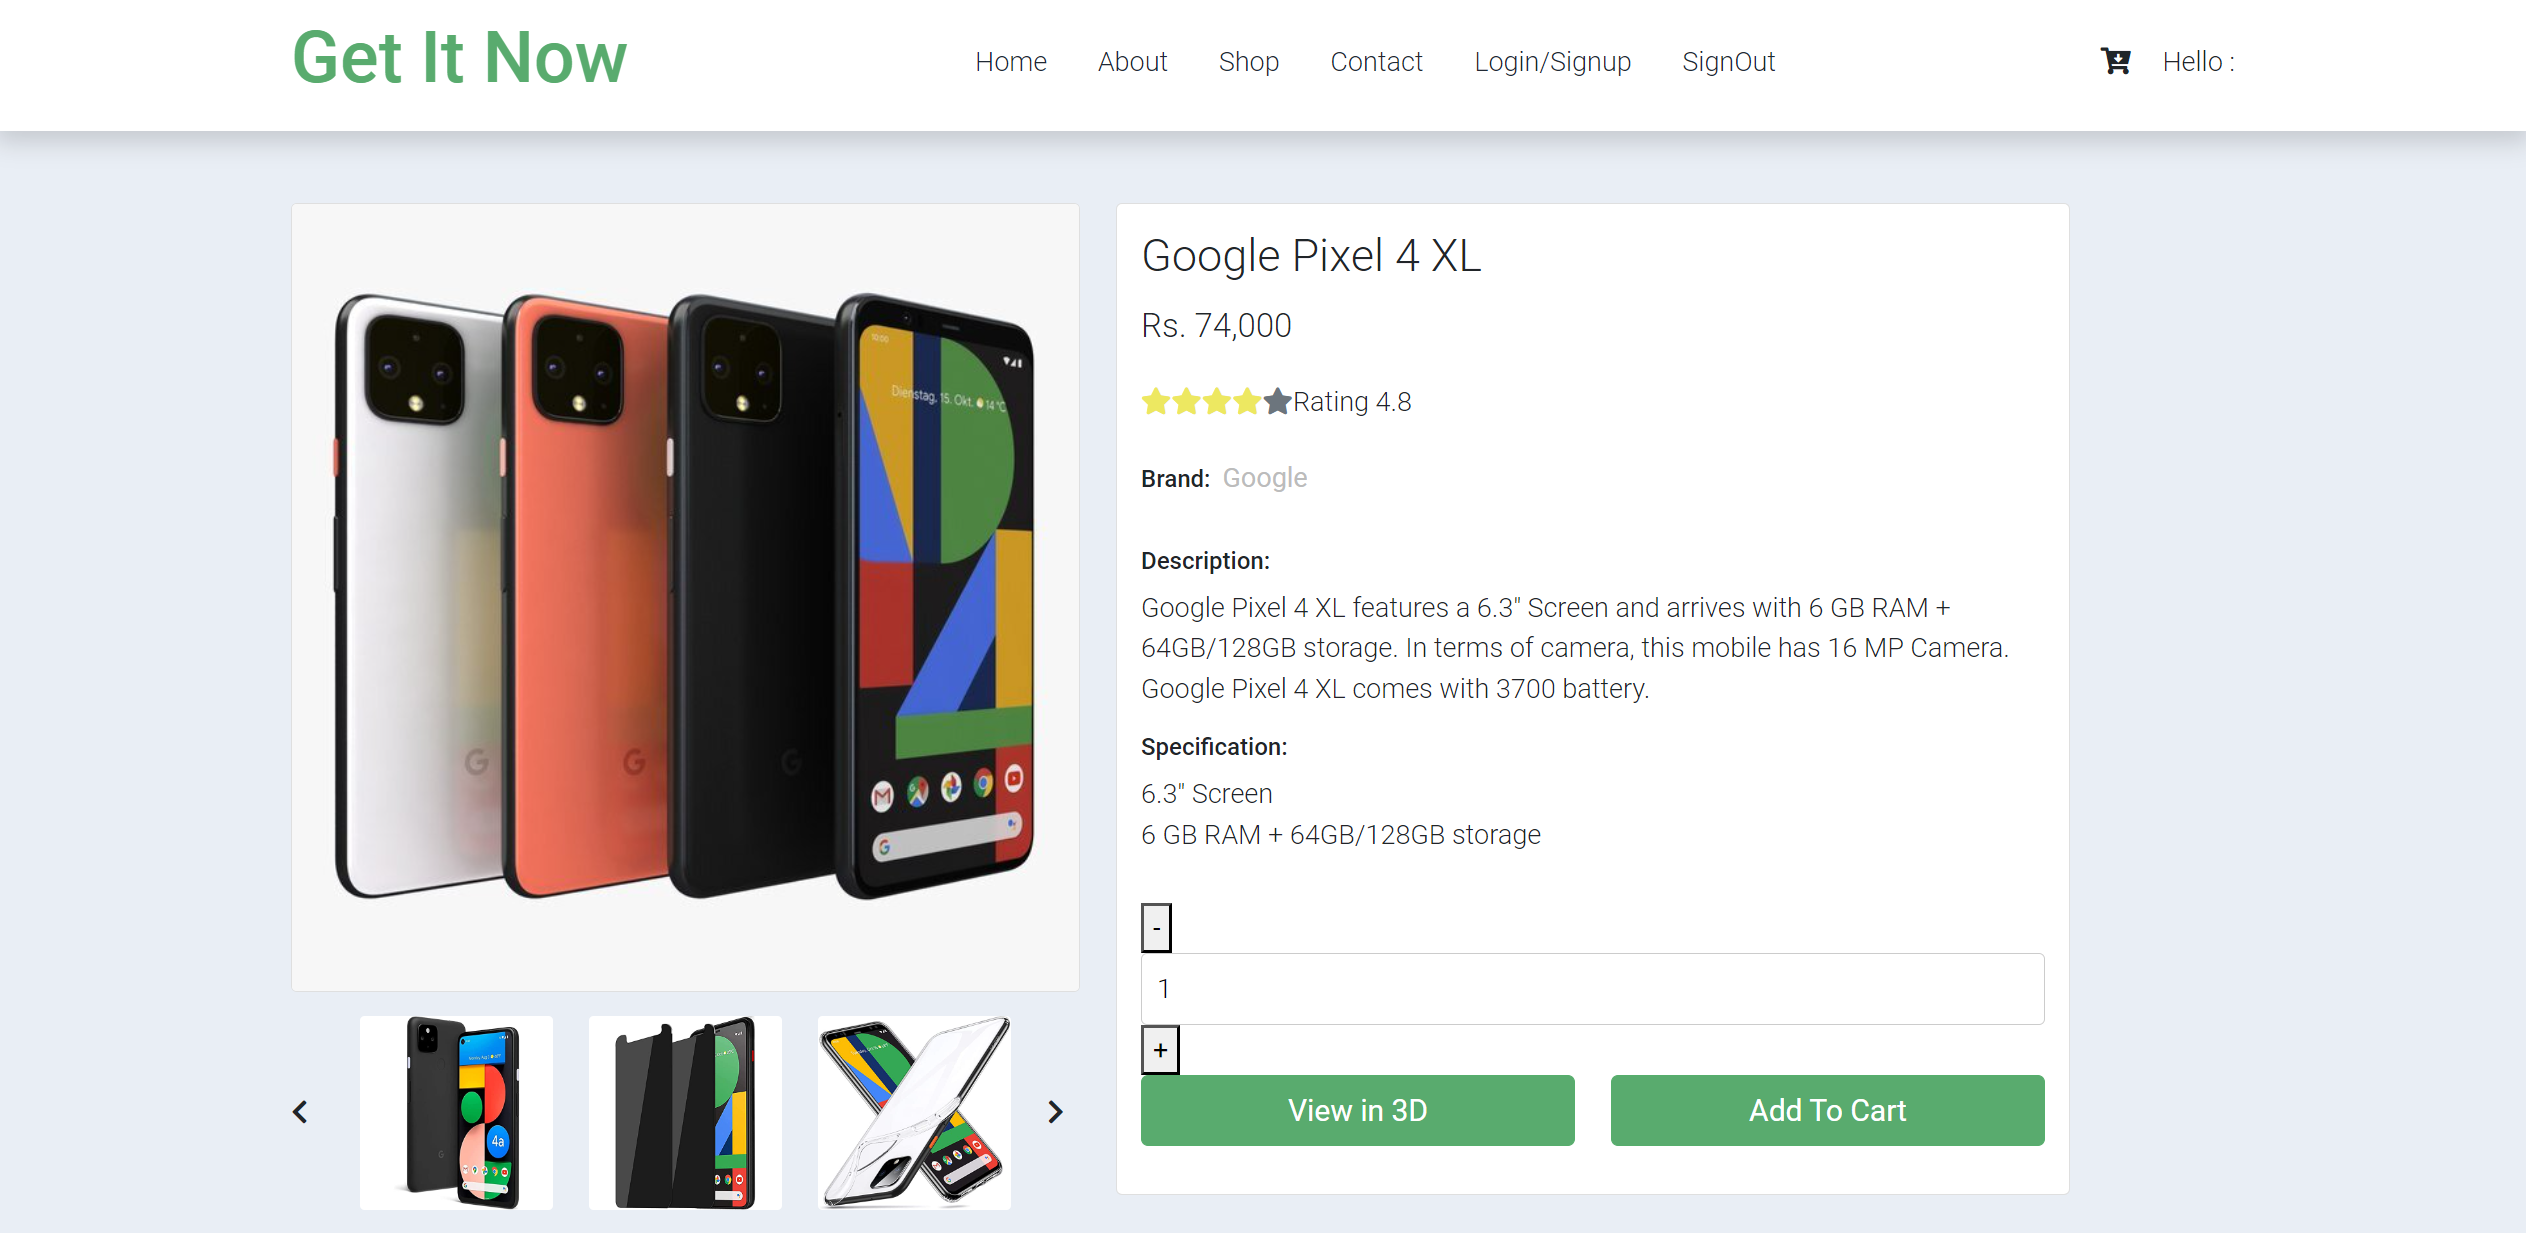 Get It Now
Home About Shop Contact Login/Signup SignOut
Hello :
Google Pixel 4 XL
Rs. 74,000
Rating 4.8
Brand: Google
Description:
Google Pixel 4 XL features a 6.3" Screen and arrives with 6 GB RAM +
64GB/128GB storage. In terms of camera, this mobile has 16 MP Camera.
Google Pixel 4 XL comes with 3700 battery.
Specification:
6.3" Screen
6 GB RAM + 64GB/128GB storage
-
1
+
View in 3D
Add To Cart
10:00
Dienstag, 15. Okt. 14 °C
G
G
G
G
4a